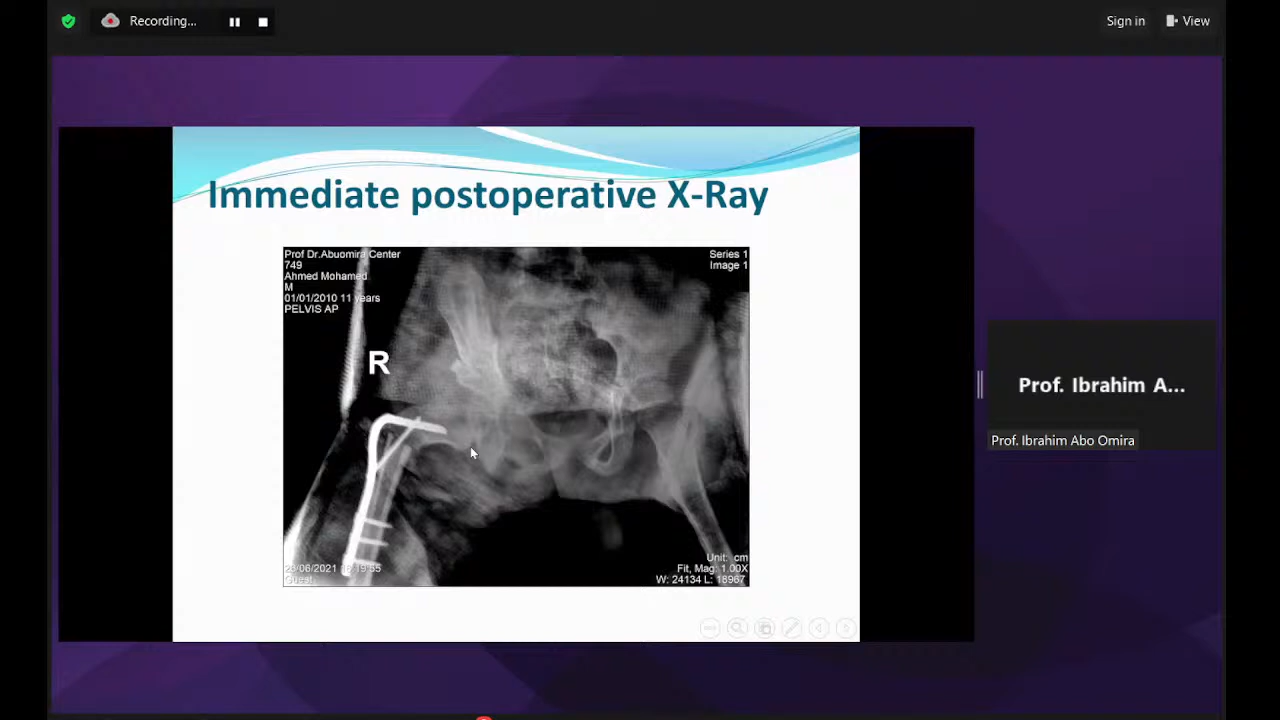 Recording...
Sign in
View
Immediate postoperative X-Ray
Prof Dr.Abuomira Center
749
Ahmed Mohamed
M
01/01/2010 11 years
PELVIS AP
Series 1
Image 1
R
Prof. Ibrahim A...
Prof. Ibrahim Abo Omira
Guest
Unit: cm
Fit, Mag: 1.00X
W: 24134 L: 18967